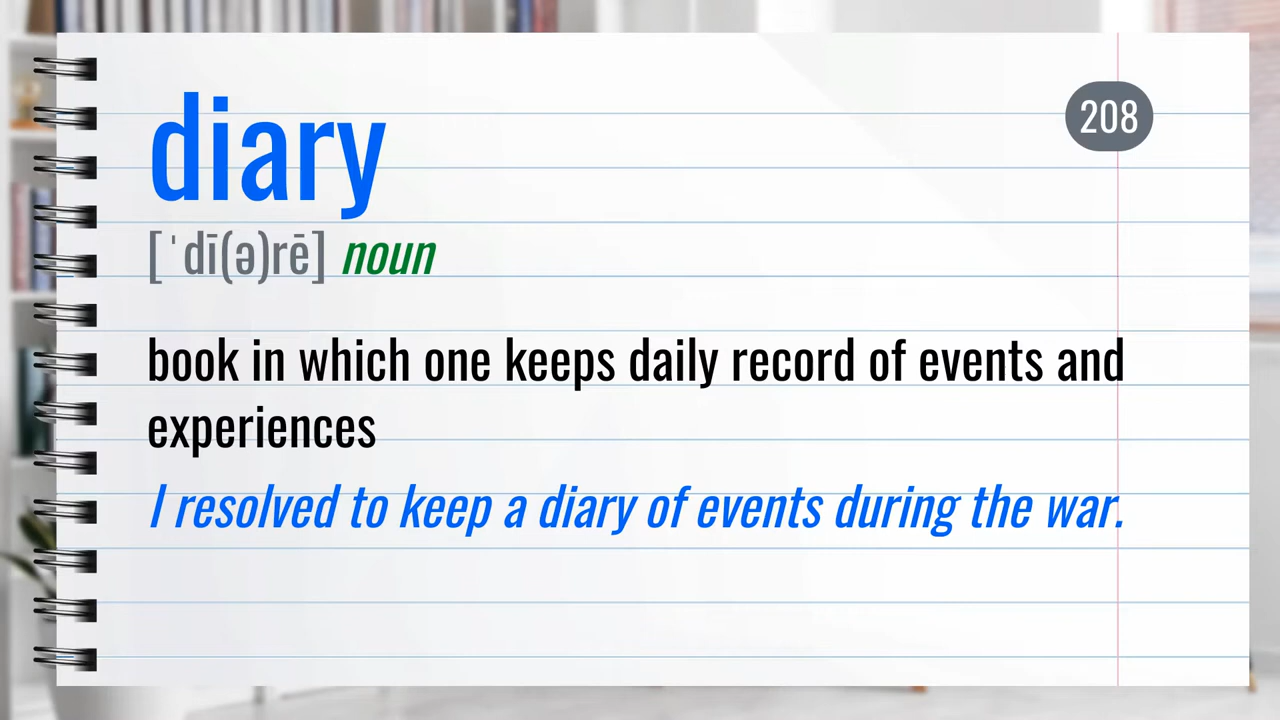 diary
208
[ˈdī(ə)rē] noun
book in which one keeps daily record of events and
experiences
I resolved to keep a diary of events during the war.